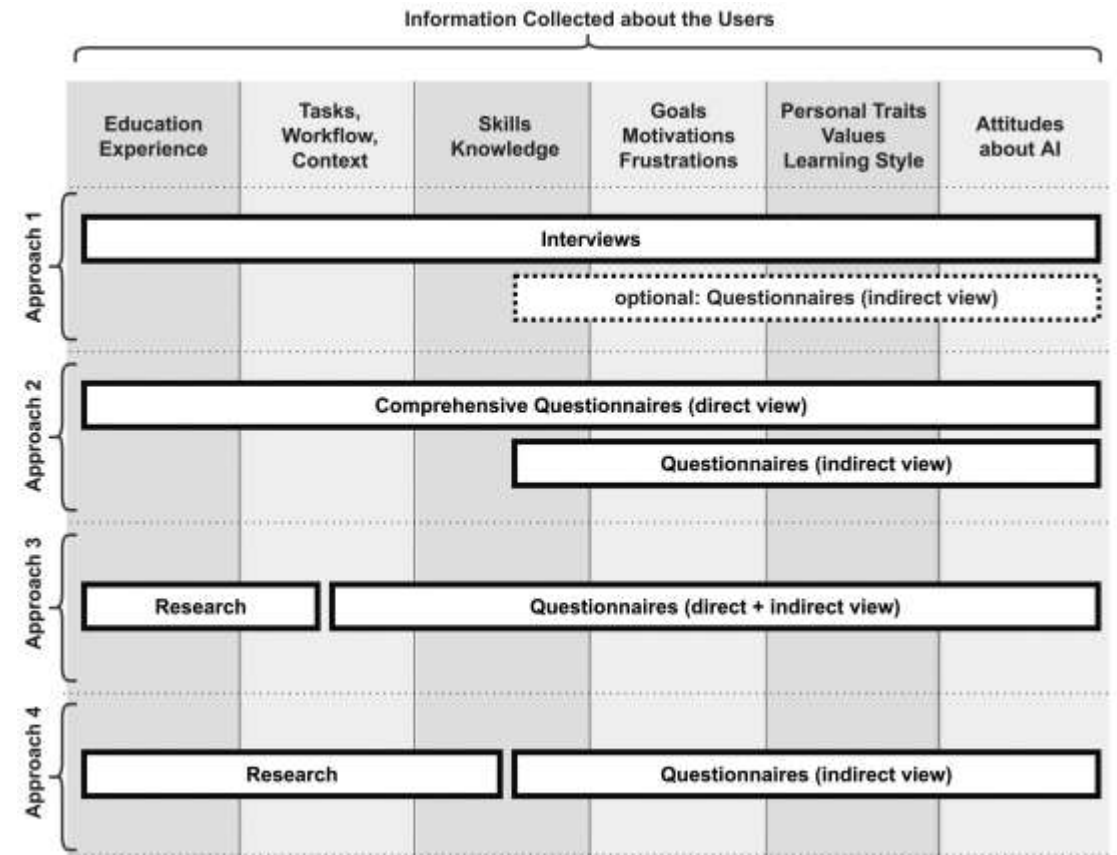 Information Collected about the Users
Education
Experience
Tasks,
Workflow,
Context
Skills
Knowledge
Goals
Motivations
Frustrations
Personal Traits
Values
Learning Style
Attitudes
about AI
Approach 1
Interviews
optional: Questionnaires (indirect view)
Approach 2
Comprehensive Questionnaires (direct view)
Questionnaires (indirect view)
Approach 3
Research
Questionnaires (direct + indirect view)
Approach 4
Research
Questionnaires (indirect view)